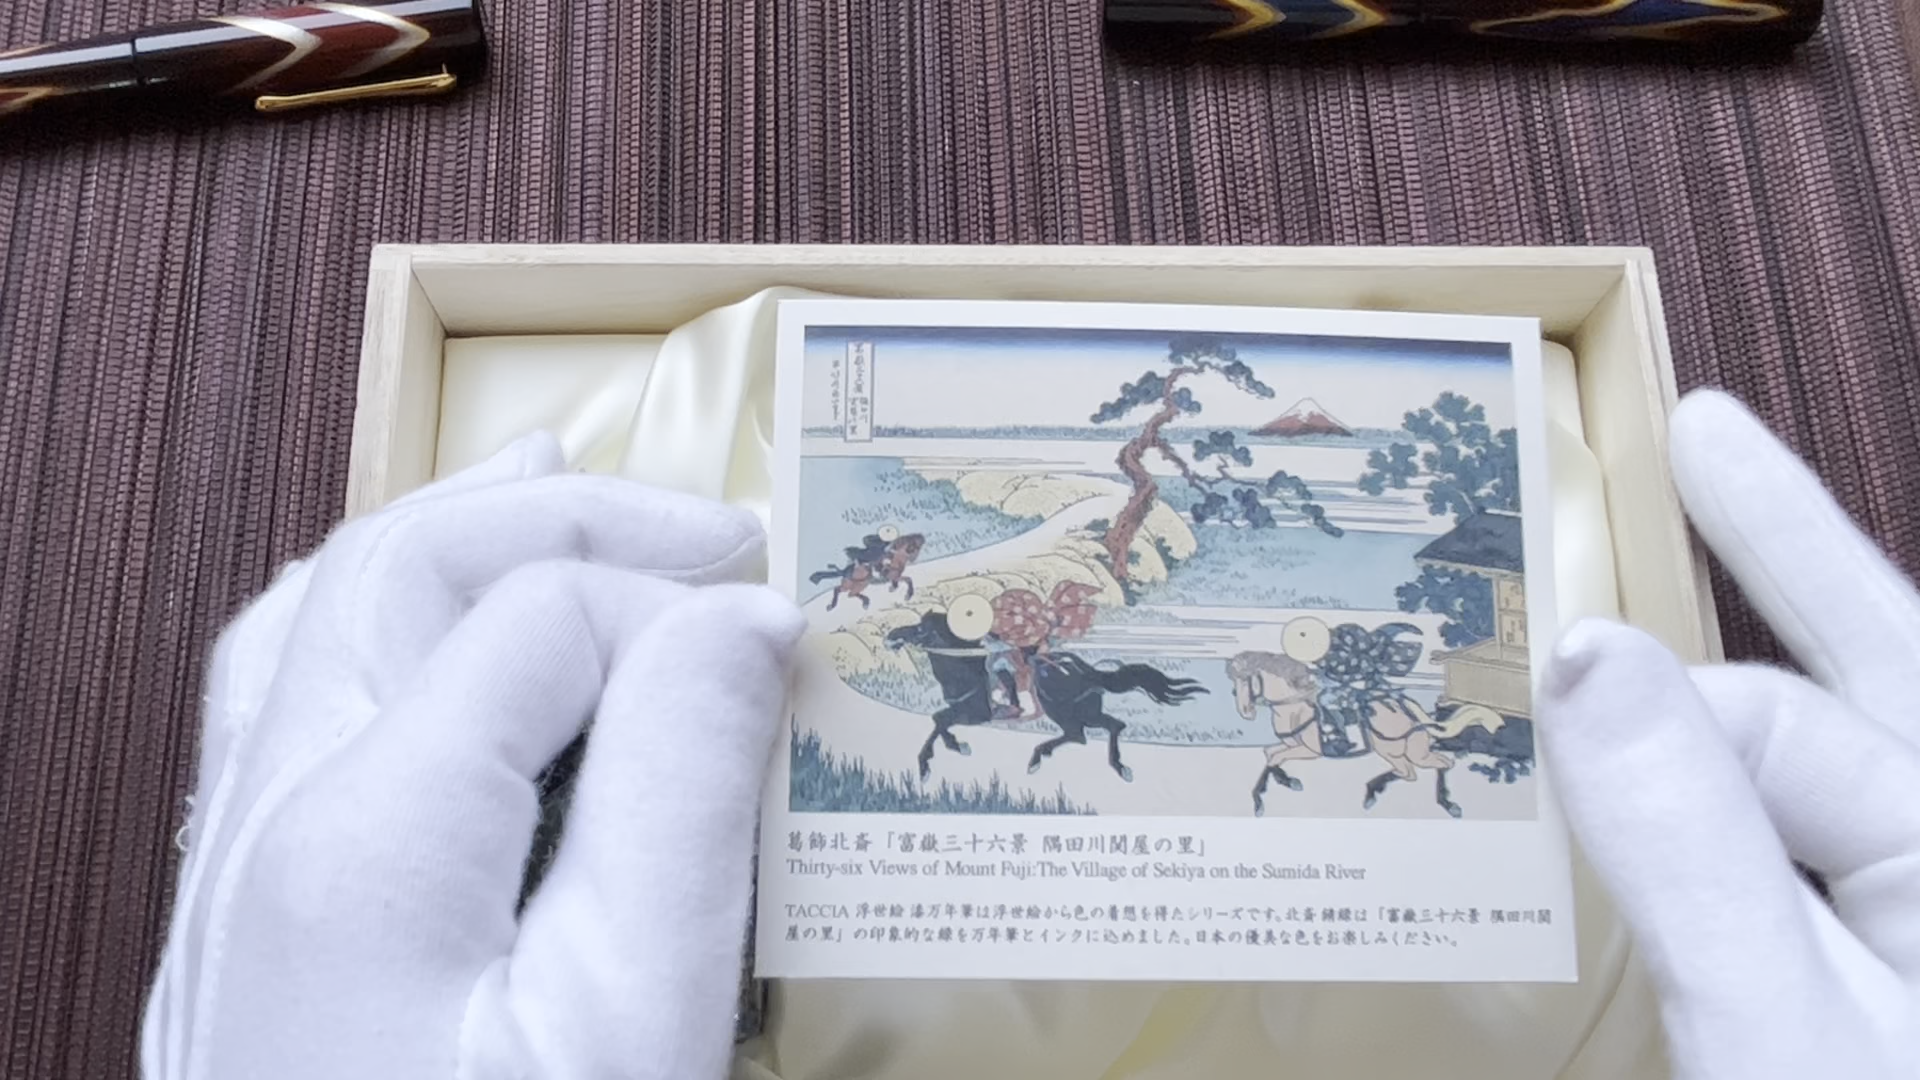 葛飾北斎「富嶽三十六景 隅田川関屋の里」
Thirty-six Views of Mount Fuji:The Village of Sekiya on the Sumida River
TACCIA 浮世絵 漆万年筆は浮世絵から色の着想を得たシリーズです。北斎 錆緑は「富嶽三十六景 隅田川関
屋の里」の印象的な緑を万年筆とインクに込めました。日本の優美な色をお楽しみください。